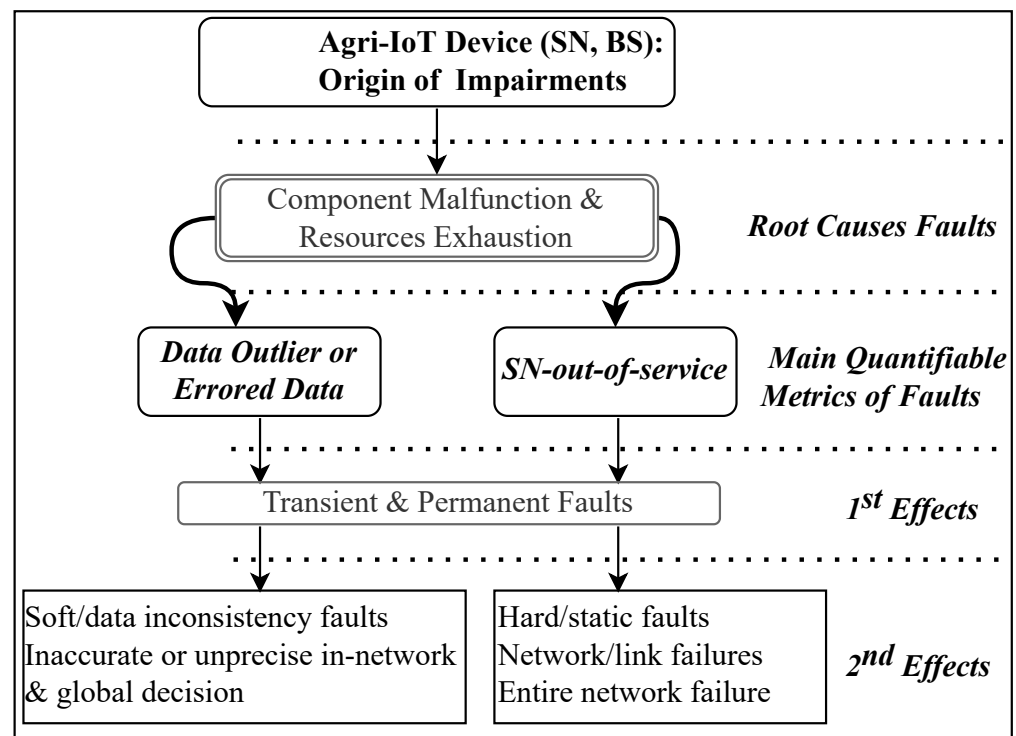 Agri-IoT Device (SN, BS):
Origin of Impairments
Component Malfunction &
Resources Exhaustion
Root Causes Faults
Data Outlier or
Errored Data
SN-out-of-service
Main Quantifiable
Metrics of Faults
Transient & Permanent Faults
1st Effects
Soft/data inconsistency faults
Inaccurate or unprecise in-network
& global decision
Hard/static faults
Network/link failures
Entire network failure
2nd Effects